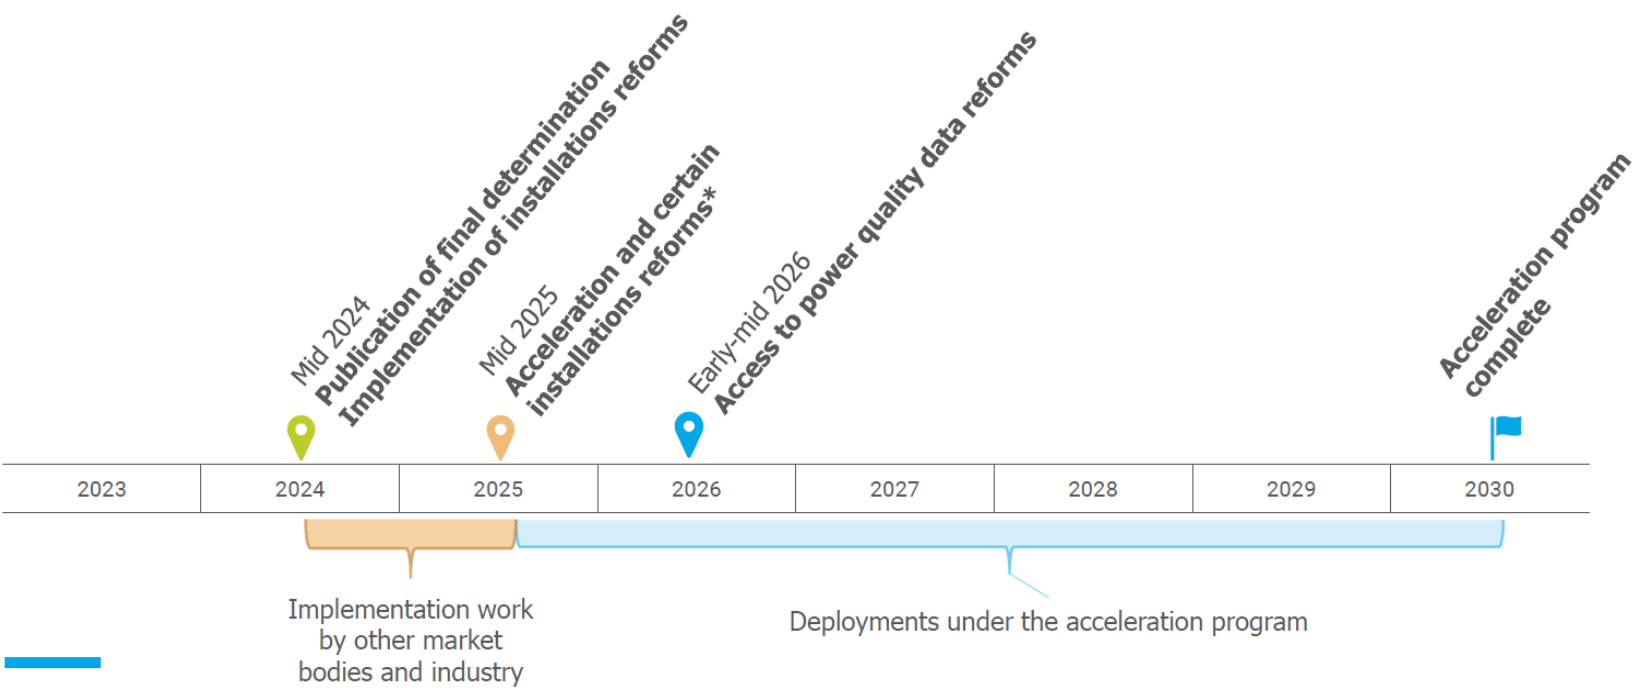 Mid 2024
Publication of final determination
Implementation of installations reforms
Mid 2025
Acceleration and certain
installations reforms*
Early-mid 2026
Access to power quality data reforms
Acceleration program
complete
2023
2024
2025
2026
2027
2028
2029
2030
Implementation work
by other market
bodies and industry
Deployments under the acceleration program